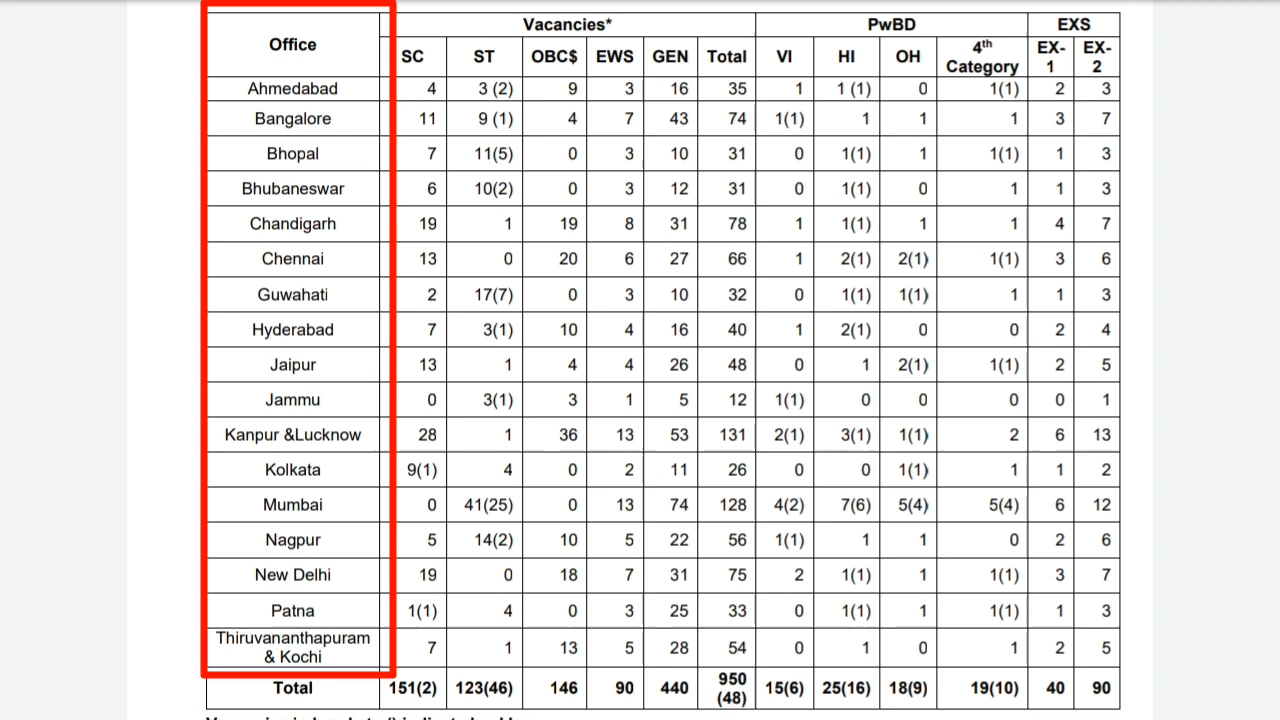 Office Vacancies* PwBD EXS
SC ST OBC$ EWS GEN Total VI HI OH 4th Category EX-1 EX-2
Ahmedabad 4 3 (2) 9 3 16 35 1 1 (1) 0 1(1) 2 3
Bangalore 11 9 (1) 4 7 43 74 1(1) 1 1 1 3 7
Bhopal 7 11(5) 0 3 10 31 0 1(1) 1 1(1) 1 3
Bhubaneswar 6 10(2) 0 3 12 31 0 1(1) 0 1 1 3
Chandigarh 19 1 19 8 31 78 1 1(1) 1 1 4 7
Chennai 13 0 20 6 27 66 1 2(1) 2(1) 1(1) 3 6
Guwahati 2 17(7) 0 3 10 32 0 1(1) 1(1) 1 1 3
Hyderabad 7 3(1) 10 4 16 40 1 2(1) 0 0 2 4
Jaipur 13 1 4 4 26 48 0 1 2(1) 1(1) 2 5
Jammu 0 3(1) 3 1 5 12 1(1) 0 0 0 0 1
Kanpur &Lucknow 28 1 36 13 53 131 2(1) 3(1) 1(1) 2 6 13
Kolkata 9(1) 4 0 2 11 26 0 0 1(1) 1 1 2
Mumbai 0 41(25) 0 13 74 128 4(2) 7(6) 5(4) 5(4) 6 12
Nagpur 5 14(2) 10 5 22 56 1(1) 1 1 0 2 6
New Delhi 19 0 18 7 31 75 2 1(1) 1 1(1) 3 7
Patna 1(1) 4 0 3 25 33 0 1(1) 1 1(1) 1 3
Thiruvananthapuram & Kochi 7 1 13 5 28 54 0 1 0 1 2 5
Total 151(2) 123(46) 146 90 440 950 (48) 15(6) 25(16) 18(9) 19(10) 40 90